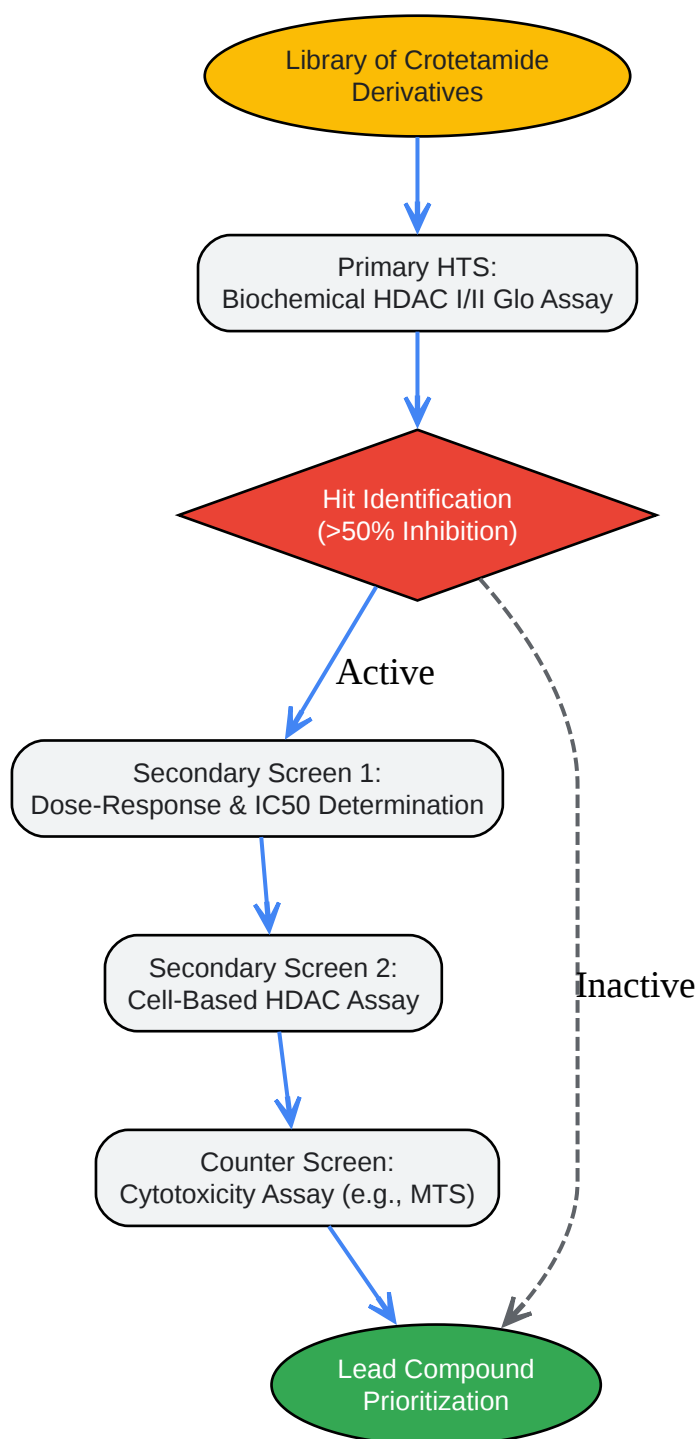 Library of Crotetamide
Derivatives
Primary HTS:
Biochemical HDAC I/II Glo Assay
Hit Identification
(>50% Inhibition)
Active
Secondary Screen 1:
Dose-Response & IC50 Determination
Secondary Screen 2:
Cell-Based HDAC Assay
Inactive
Counter Screen:
Cytotoxicity Assay (e.g., MTS)
Lead Compound
Prioritization